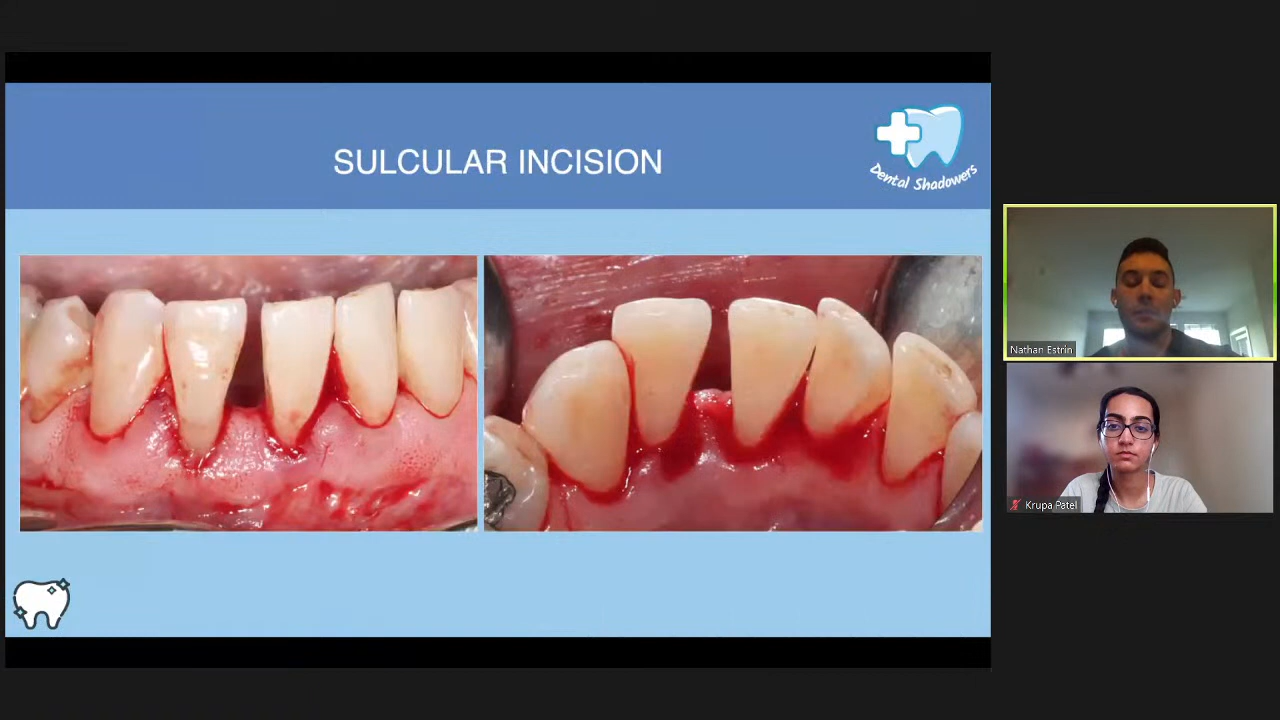 SULCULAR INCISION
Dental Shadowers
Nathan Estrin
Krupa Patel